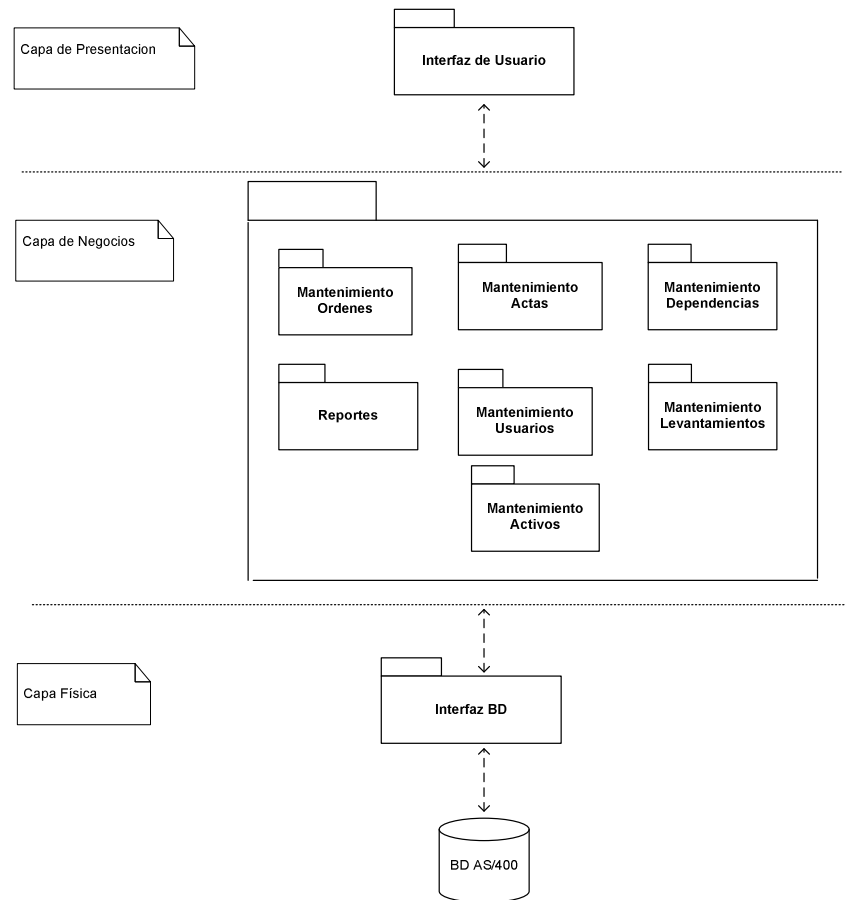 Capa de Presentacion
Interfaz de Usuario
Capa de Negocios
Mantenimiento
Ordenes
Mantenimiento
Actas
Mantenimiento
Dependencias
Reportes
Mantenimiento
Usuarios
Mantenimiento
Levantamientos
Mantenimiento
Activos
Capa Física
Interfaz BD
BD AS/400